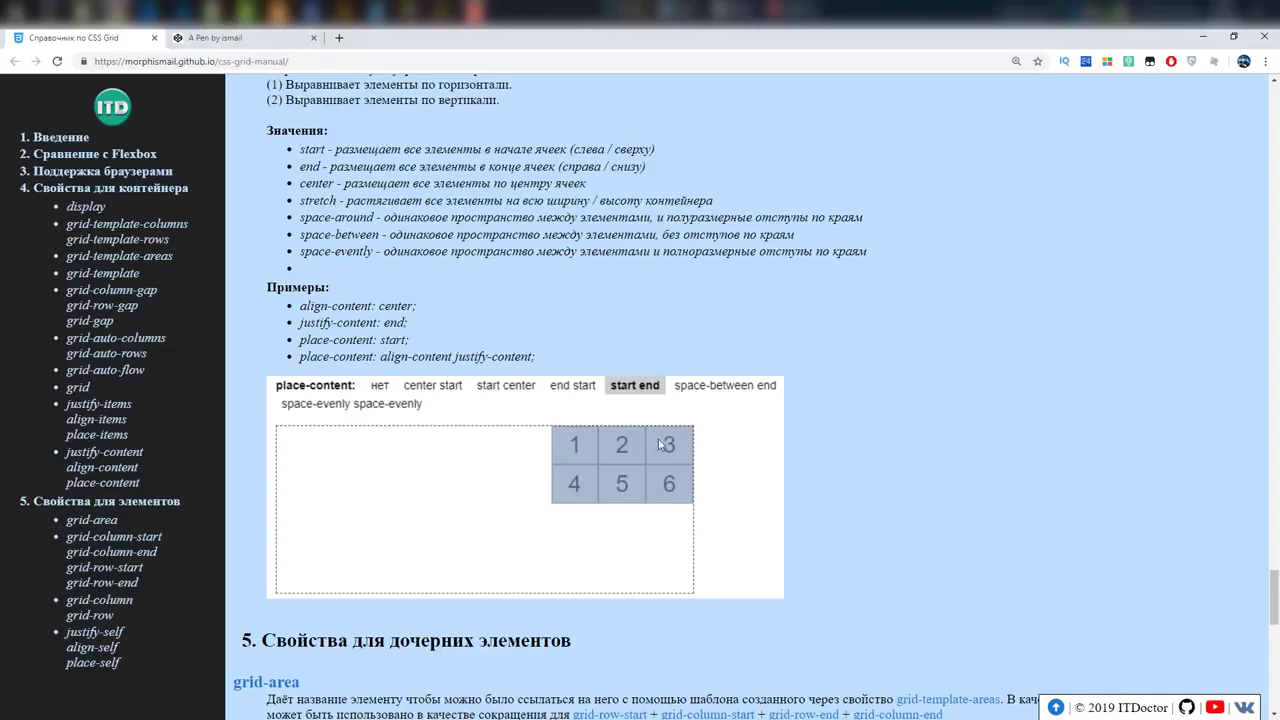 Справочник по CSS Grid
A Pen by ismail
https://morphismail.github.io/css-grid-manual/
ITD
1. Введение
2. Сравнение с Flexbox
3. Поддержка браузерами
4. Свойства для контейнера
display
grid-template-columns
grid-template-rows
grid-template-areas
grid-template
grid-column-gap
grid-row-gap
grid-gap
grid-auto-columns
grid-auto-rows
grid-auto-flow
grid
justify-items
align-items
place-items
justify-content
align-content
place-content
5. Свойства для элементов
grid-area
grid-column-start
grid-column-end
grid-row-start
grid-row-end
grid-column
grid-row
justify-self
align-self
place-self
(1) Выравнивает элементы по горизонтали.
(2) Выравнивает элементы по вертикали.
Значения:
start - размещает все элементы в начале ячеек (слева / сверху)
end - размещает все элементы в конце ячеек (справа / снизу)
center - размещает все элементы по центру ячеек
stretch - растягивает все элементы на всю ширину / высоту контейнера
space-around - одинаковое пространство между элементами, и полуразмерные отступы по краям
space-between - одинаковое пространство между элементами, без отступов по краям
space-evenly - одинаковое пространство между элементами и полноразмерные отступы по краям
Примеры:
align-content: center;
justify-content: end;
place-content: start;
place-content: align-content justify-content;
place-content: нет center start start center end start start end space-between end
space-evenly space-evenly
1 2 3
4 5 6
5. Свойства для дочерних элементов
grid-area
Даёт название элементу чтобы можно было ссылаться на него с помощью шаблона созданного через свойство grid-template-areas. В кач
может быть использовано в качестве сокращения для grid-row-start + grid-column-start + grid-row-end + grid-column-end
© 2019 ITDoctor